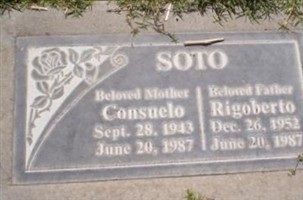 SOTO
Beloved Mother Beloved Father
Consuelo Rigoberto
Sept. 28, 1943 Dec. 26, 1952
June 20, 1987 June 20, 1987